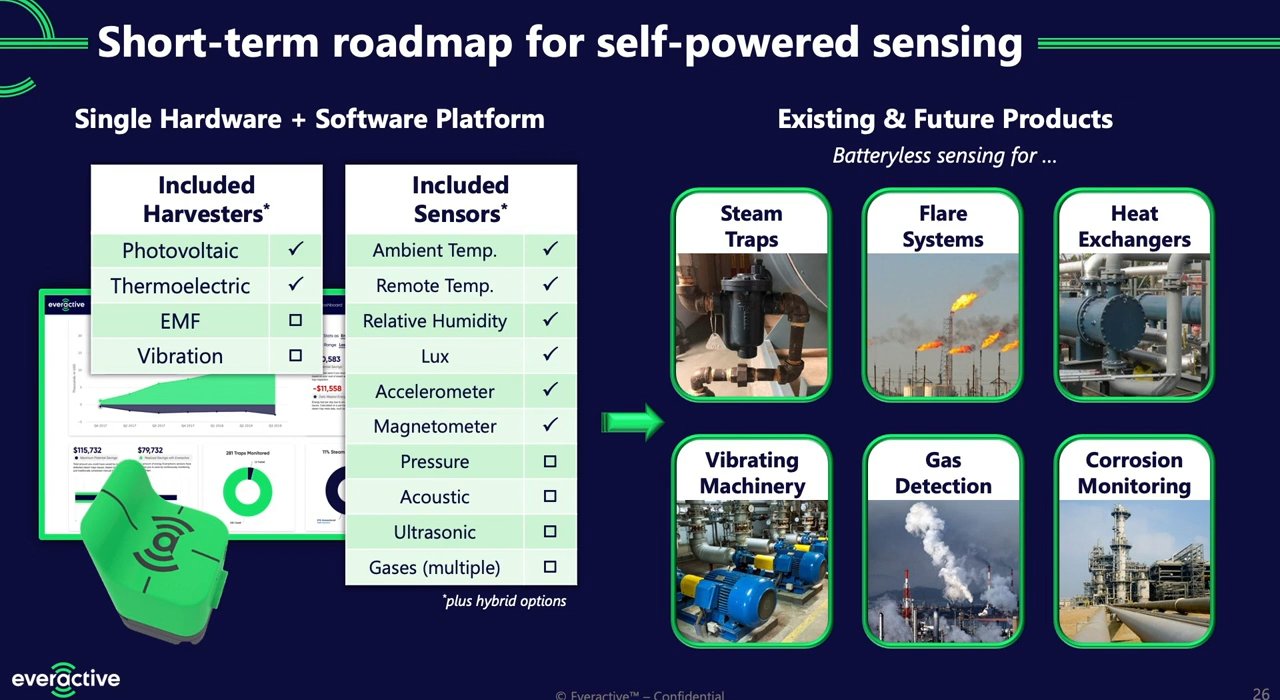 Short-term roadmap for self-powered sensing
Single Hardware + Software Platform
Included
Harvesters*
Photovoltaic ✓
Thermoelectric ✓
EMF ☐
Vibration ☐
Included
Sensors*
Ambient Temp. ✓
Remote Temp. ✓
Relative Humidity ✓
Lux ✓
Accelerometer ✓
Magnetometer ✓
Pressure ☐
Acoustic ☐
Ultrasonic ☐
Gases (multiple) ☐
*plus hybrid options
everactive
-$11,558
$115,732
$79,732
281 Traps Monitored
11% Steam
Existing & Future Products
Batteryless sensing for ...
Steam
Traps
Flare
Systems
Heat
Exchangers
Vibrating
Machinery
Gas
Detection
Corrosion
Monitoring
everactive
© Everactive™ – Confidential
26